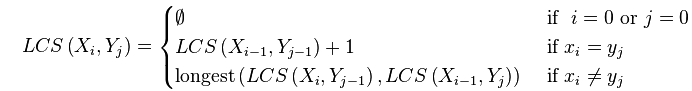 LCS (X_i, Y_j) = { ∅ if i = 0 or j = 0
LCS (X_{i−1}, Y_{j−1}) + 1 if x_i = y_j
longest (LCS (X_i, Y_{j−1}), LCS (X_{i−1}, Y_j)) if x_i ≠ y_j